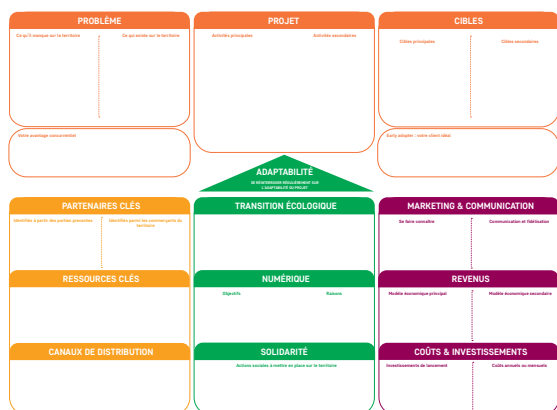 PROBLÈME
Ce qu'il manque sur le territoire
Ce qui existe sur le territoire
Votre avantage concurrentiel
PROJET
Activités principales
Activités secondaires
CIBLES
Cibles principales
Cibles secondaires
Early adopter : votre client idéal
ADAPTABILITÉ
SE RÉINTERROGER RÉGULIÈREMENT SUR
L'ADAPTABILITÉ DU PROJET
PARTENAIRES CLÉS
Identifiés à partir des parties prenantes
Identifiés parmi les commerçants du
territoire
RESSOURCES CLÉS
CANAUX DE DISTRIBUTION
TRANSITION ÉCOLOGIQUE
NUMÉRIQUE
Objectifs
Raisons
SOLIDARITÉ
Actions sociales à mettre en place sur le territoire
MARKETING & COMMUNICATION
Se faire connaître
Communication et fidélisation
REVENUS
Modèle économique principal
Modèle économique secondaire
COÛTS & INVESTISSEMENTS
Investissements de lancement
Coûts annuels ou mensuels